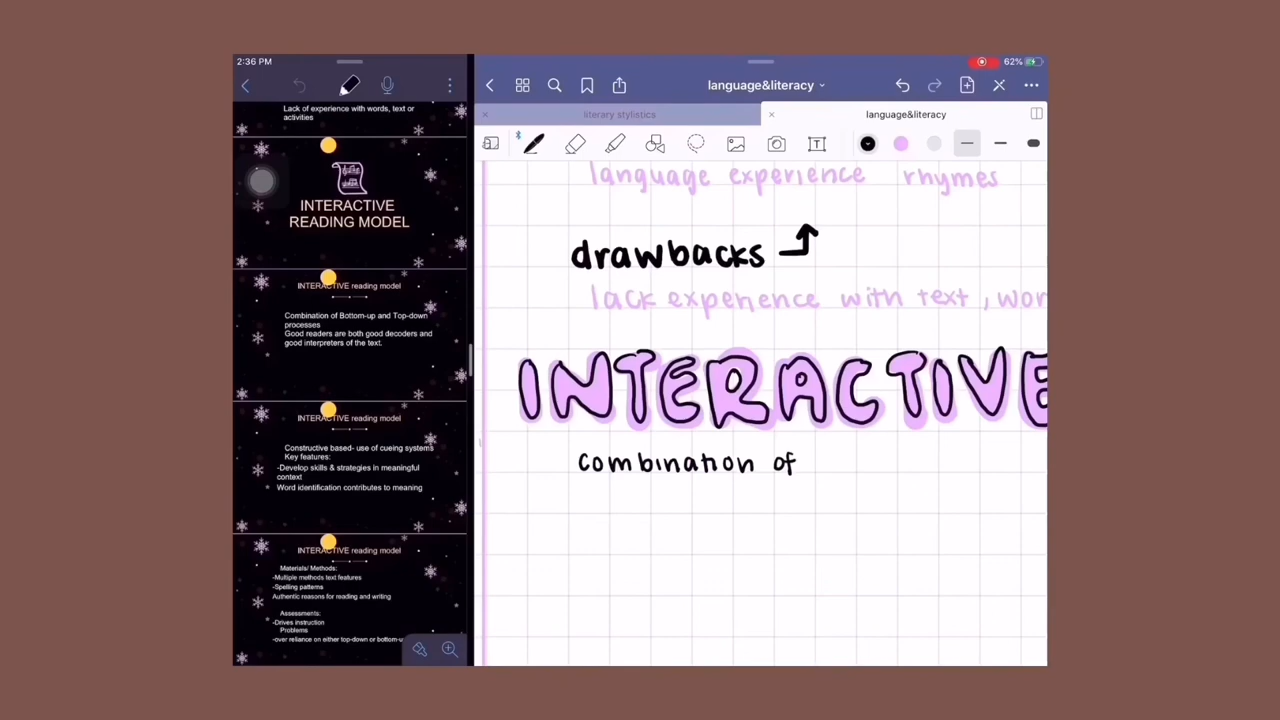 2:36 PM
62%
language&literacy
literary stylistics
language&literacy
T
Lack of experience with words, text or
activities
INTERACTIVE
READING MODEL
INTERACTIVE reading model
Combination of Bottom-up and Top-down
processes
Good readers are both good decoders and
good interpreters of the text.
INTERACTIVE reading model
Constructive based- use of cueing systems
Key features:
-Develop skills & strategies in meaningful
context
Word identification contributes to meaning
INTERACTIVE reading model
Materials/ Methods:
-Multiple methods text features
-Spelling patterns
Authentic reasons for reading and writing
Assessments:
-Drives instruction
Problems
-over reliance on either top-down or bottom-u
language experience rhymes
drawbacks
lack experience with text, wor
INTERACTIVE
combination of